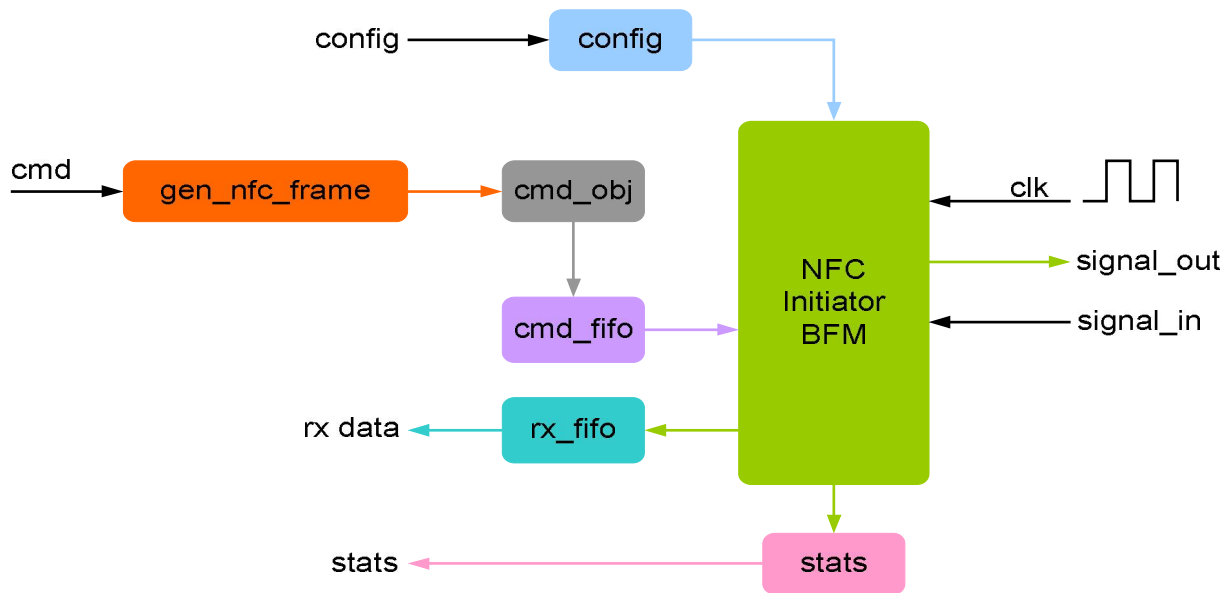 config
config
cmd
gen_nfc_frame
cmd_obj
clk
NFC
Initiator
BFM
signal_out
cmd_fifo
signal_in
rx data
rx_fifo
stats
stats